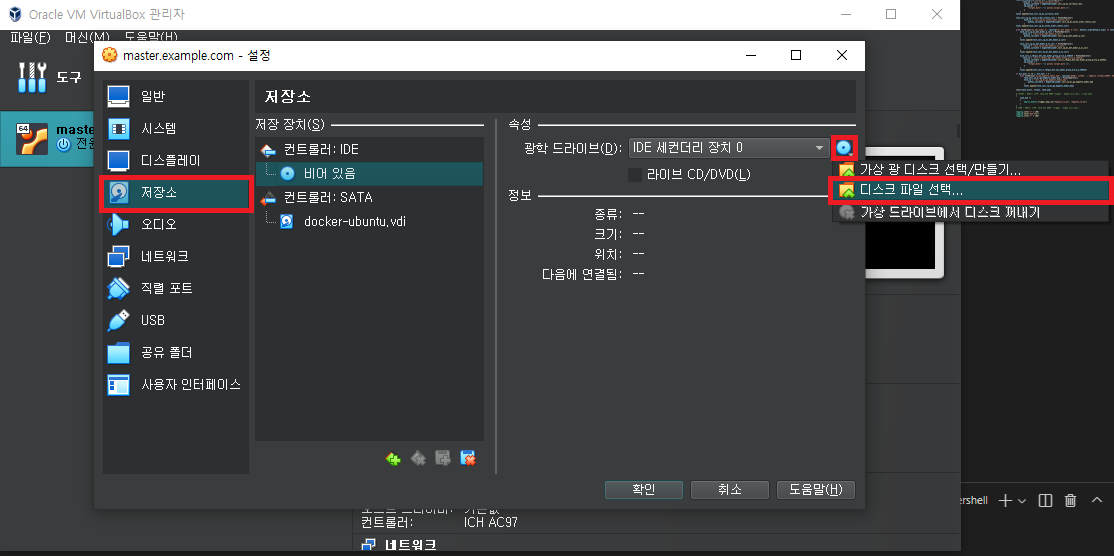 Oracle VM VirtualBox 관리자
파일(F) 머신(M) 도움말(H)
도구
64
master.example.com - 설정
일반
시스템
디스플레이
저장소
오디오
네트워크
직렬 포트
USB
공유 폴더
사용자 인터페이스
저장소
저장 장치(S)
컨트롤러: IDE
비어 있음
컨트롤러: SATA
docker-ubuntu.vdi
속성
광학 드라이브(D): IDE 세컨더리 장치 0
라이브 CD/DVD(L)
정보
종류: --
크기: --
위치: --
다음에 연결됨: --
가상 광 디스크 선택/만들기...
디스크 파일 선택...
가상 드라이브에서 디스크 꺼내기
확인 취소 도움말(H)
컨트롤러: ICH AC97
네트워크